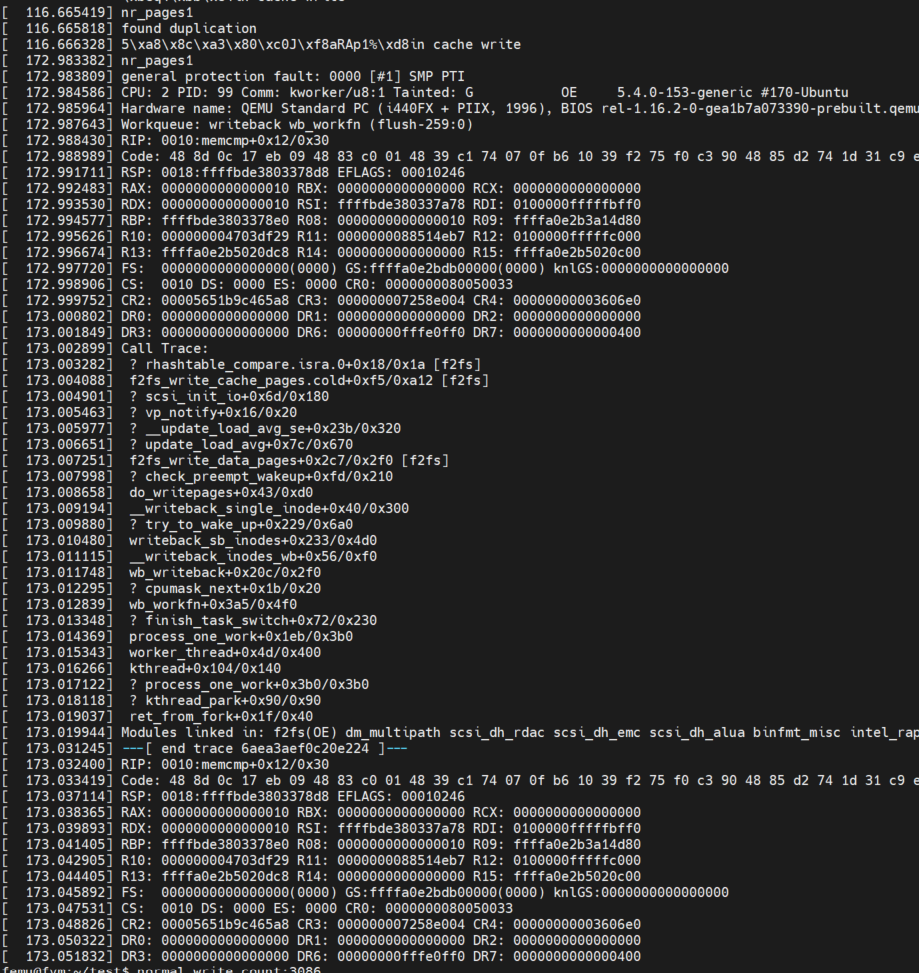 [  116.665419] nr_pages1
[  116.665818] found duplication
[  116.666328] 5\xa8\x8c\xa3\x80\xc0J\xf8aRAp1%\xd8in cache write
[  172.983382] nr_pages1
[  172.983809] general protection fault: 0000 [#1] SMP PTI
[  172.984586] CPU: 2 PID: 99 Comm: kworker/u8:1 Tainted: G           OE     5.4.0-153-generic #170-Ubuntu
[  172.985964] Hardware name: QEMU Standard PC (i440FX + PIIX, 1996), BIOS rel-1.16.2-0-gea1b7a073390-prebuilt.qemu
[  172.987643] Workqueue: writeback wb_workfn (flush-259:0)
[  172.988430] RIP: 0010:memcmp+0x12/0x30
[  172.988989] Code: 48 8d 0c 17 eb 09 48 83 c0 01 48 39 c1 74 07 0f b6 10 39 f2 75 f0 c3 90 48 85 d2 74 1d 31 c9
[  172.991711] RSP: 0018:ffffbde3803378d8 EFLAGS: 00010246
[  172.992483] RAX: 0000000000000010 RBX: 0000000000000000 RCX: 0000000000000000
[  172.993530] RDX: 0000000000000010 RSI: ffffbde380337a78 RDI: 0100000fffffbff0
[  172.994577] RBP: ffffbde3803378e0 R08: 0000000000000010 R09: ffffa0e2b3a14d80
[  172.995626] R10: 000000004703df29 R11: 0000000088514eb7 R12: 0100000fffffc000
[  172.996674] R13: ffffa0e2b5020dc8 R14: 0000000000000000 R15: ffffa0e2b5020c00
[  172.997720] FS:  0000000000000000(0000) GS:ffffa0e2bdb00000(0000) knlGS:0000000000000000
[  172.998906] CS:  0010 DS: 0000 ES: 0000 CR0: 0000000080050033
[  172.999752] CR2: 00005651b9c465a8 CR3: 000000007258e004 CR4: 00000000003606e0
[  173.000802] DR0: 0000000000000000 DR1: 0000000000000000 DR2: 0000000000000000
[  173.001849] DR3: 0000000000000000 DR6: 00000000fffe0ff0 DR7: 0000000000000400
[  173.002899] Call Trace:
[  173.003282]  ? rhashtable_compare.isra.0+0x18/0x1a [f2fs]
[  173.004088]  f2fs_write_cache_pages.cold+0xf5/0xa12 [f2fs]
[  173.004901]  ? scsi_init_io+0x6d/0x180
[  173.005463]  ? vp_notify+0x16/0x20
[  173.005977]  ? __update_load_avg_se+0x23b/0x320
[  173.006651]  ? update_load_avg+0x7c/0x670
[  173.007251]  f2fs_write_data_pages+0x2c7/0x2f0 [f2fs]
[  173.007998]  ? check_preempt_wakeup+0xfd/0x210
[  173.008658]  do_writepages+0x43/0xd0
[  173.009194]  __writeback_single_inode+0x40/0x300
[  173.009880]  ? try_to_wake_up+0x229/0x6a0
[  173.010480]  writeback_sb_inodes+0x233/0x4d0
[  173.011115]  __writeback_inodes_wb+0x56/0xf0
[  173.011748]  wb_writeback+0x20c/0x2f0
[  173.012295]  ? cpumask_next+0x1b/0x20
[  173.012839]  wb_workfn+0x3a5/0x4f0
[  173.013348]  ? finish_task_switch+0x72/0x230
[  173.014369]  process_one_work+0x1eb/0x3b0
[  173.015343]  worker_thread+0x4d/0x400
[  173.016266]  kthread+0x104/0x140
[  173.017122]  ? process_one_work+0x3b0/0x3b0
[  173.018118]  ? kthread_park+0x90/0x90
[  173.019037]  ret_from_fork+0x1f/0x40
[  173.019944] Modules linked in: f2fs(OE) dm_multipath scsi_dh_rdac scsi_dh_emc scsi_dh_alua binfmt_misc intel_rap
[  173.031245] ---[ end trace 6aea3aef0c20e224 ]---
[  173.032400] RIP: 0010:memcmp+0x12/0x30
[  173.033419] Code: 48 8d 0c 17 eb 09 48 83 c0 01 48 39 c1 74 07 0f b6 10 39 f2 75 f0 c3 90 48 85 d2 74 1d 31 c9
[  173.037114] RSP: 0018:ffffbde3803378d8 EFLAGS: 00010246
[  173.038365] RAX: 0000000000000010 RBX: 0000000000000000 RCX: 0000000000000000
[  173.039893] RDX: 0000000000000010 RSI: ffffbde380337a78 RDI: 0100000fffffbff0
[  173.041405] RBP: ffffbde3803378e0 R08: 0000000000000010 R09: ffffa0e2b3a14d80
[  173.042905] R10: 000000004703df29 R11: 0000000088514eb7 R12: 0100000fffffc000
[  173.044405] R13: ffffa0e2b5020dc8 R14: 0000000000000000 R15: ffffa0e2b5020c00
[  173.045892] FS:  0000000000000000(0000) GS:ffffa0e2bdb00000(0000) knlGS:0000000000000000
[  173.047531] CS:  0010 DS: 0000 ES: 0000 CR0: 0000000080050033
[  173.048826] CR2: 00005651b9c465a8 CR3: 000000007258e004 CR4: 00000000003606e0
[  173.050322] DR0: 0000000000000000 DR1: 0000000000000000 DR2: 0000000000000000
[  173.051832] DR3: 0000000000000000 DR6: 00000000fffe0ff0 DR7: 0000000000000400
femu@fvm:~/test$ normal write count:3086